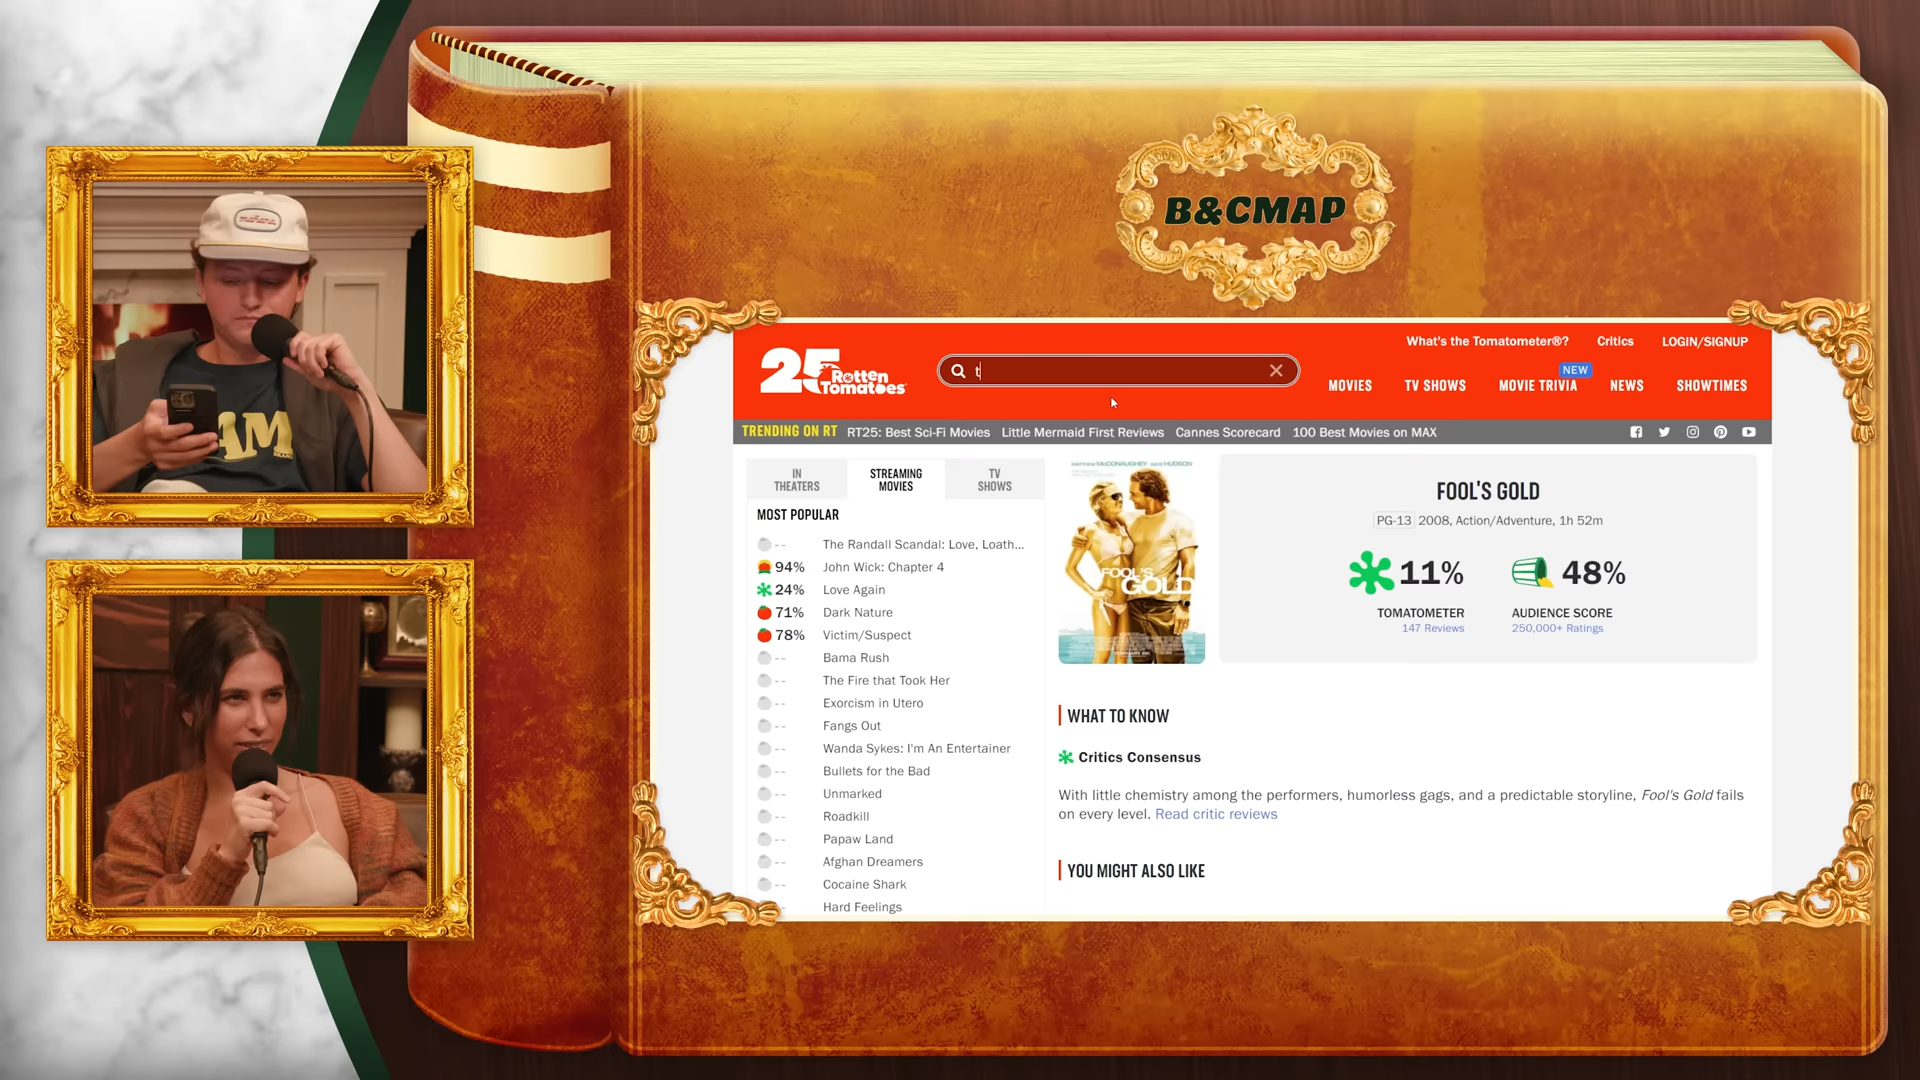 B&CMAP
25 Rotten
Tomatoes
t
What's the Tomatometer®?
Critics
LOGIN/SIGNUP
NEW
MOVIES
TV SHOWS
MOVIE TRIVIA
NEWS
SHOWTIMES
TRENDING ON RT
RT25: Best Sci-Fi Movies
Little Mermaid First Reviews
Cannes Scorecard
100 Best Movies on MAX
IN
THEATERS
STREAMING
MOVIES
TV
SHOWS
MOST POPULAR
-- The Randall Scandal: Love, Loath...
94% John Wick: Chapter 4
24% Love Again
71% Dark Nature
78% Victim/Suspect
-- Bama Rush
-- The Fire that Took Her
-- Exorcism in Utero
-- Fangs Out
-- Wanda Sykes: I'm An Entertainer
-- Bullets for the Bad
-- Unmarked
-- Roadkill
-- Papaw Land
-- Afghan Dreamers
-- Cocaine Shark
-- Hard Feelings
MATTHEW McCONAUGHEY KATE HUDSON
FOOL'S
GOLD
FOOL'S GOLD
PG-13 2008, Action/Adventure, 1h 52m
11%
48%
TOMATOMETER
AUDIENCE SCORE
147 Reviews
250,000+ Ratings
WHAT TO KNOW
Critics Consensus
With little chemistry among the performers, humorless gags, and a predictable storyline, Fool's Gold fails
on every level. Read critic reviews
YOU MIGHT ALSO LIKE
AM